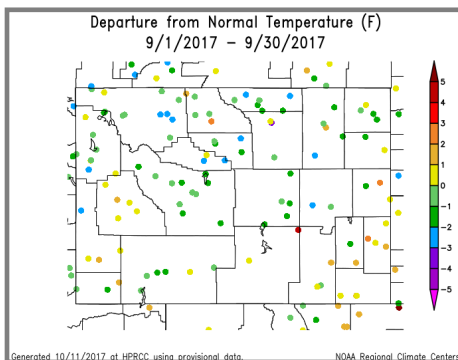 Departure from Normal Temperature (F)
9/1/2017 – 9/30/2017
5
4
3
2
1
0
-1
-2
-3
-4
-5
Generated 10/11/2017 at HPRCC using provisional data.
NOAA Regional Climate Centers